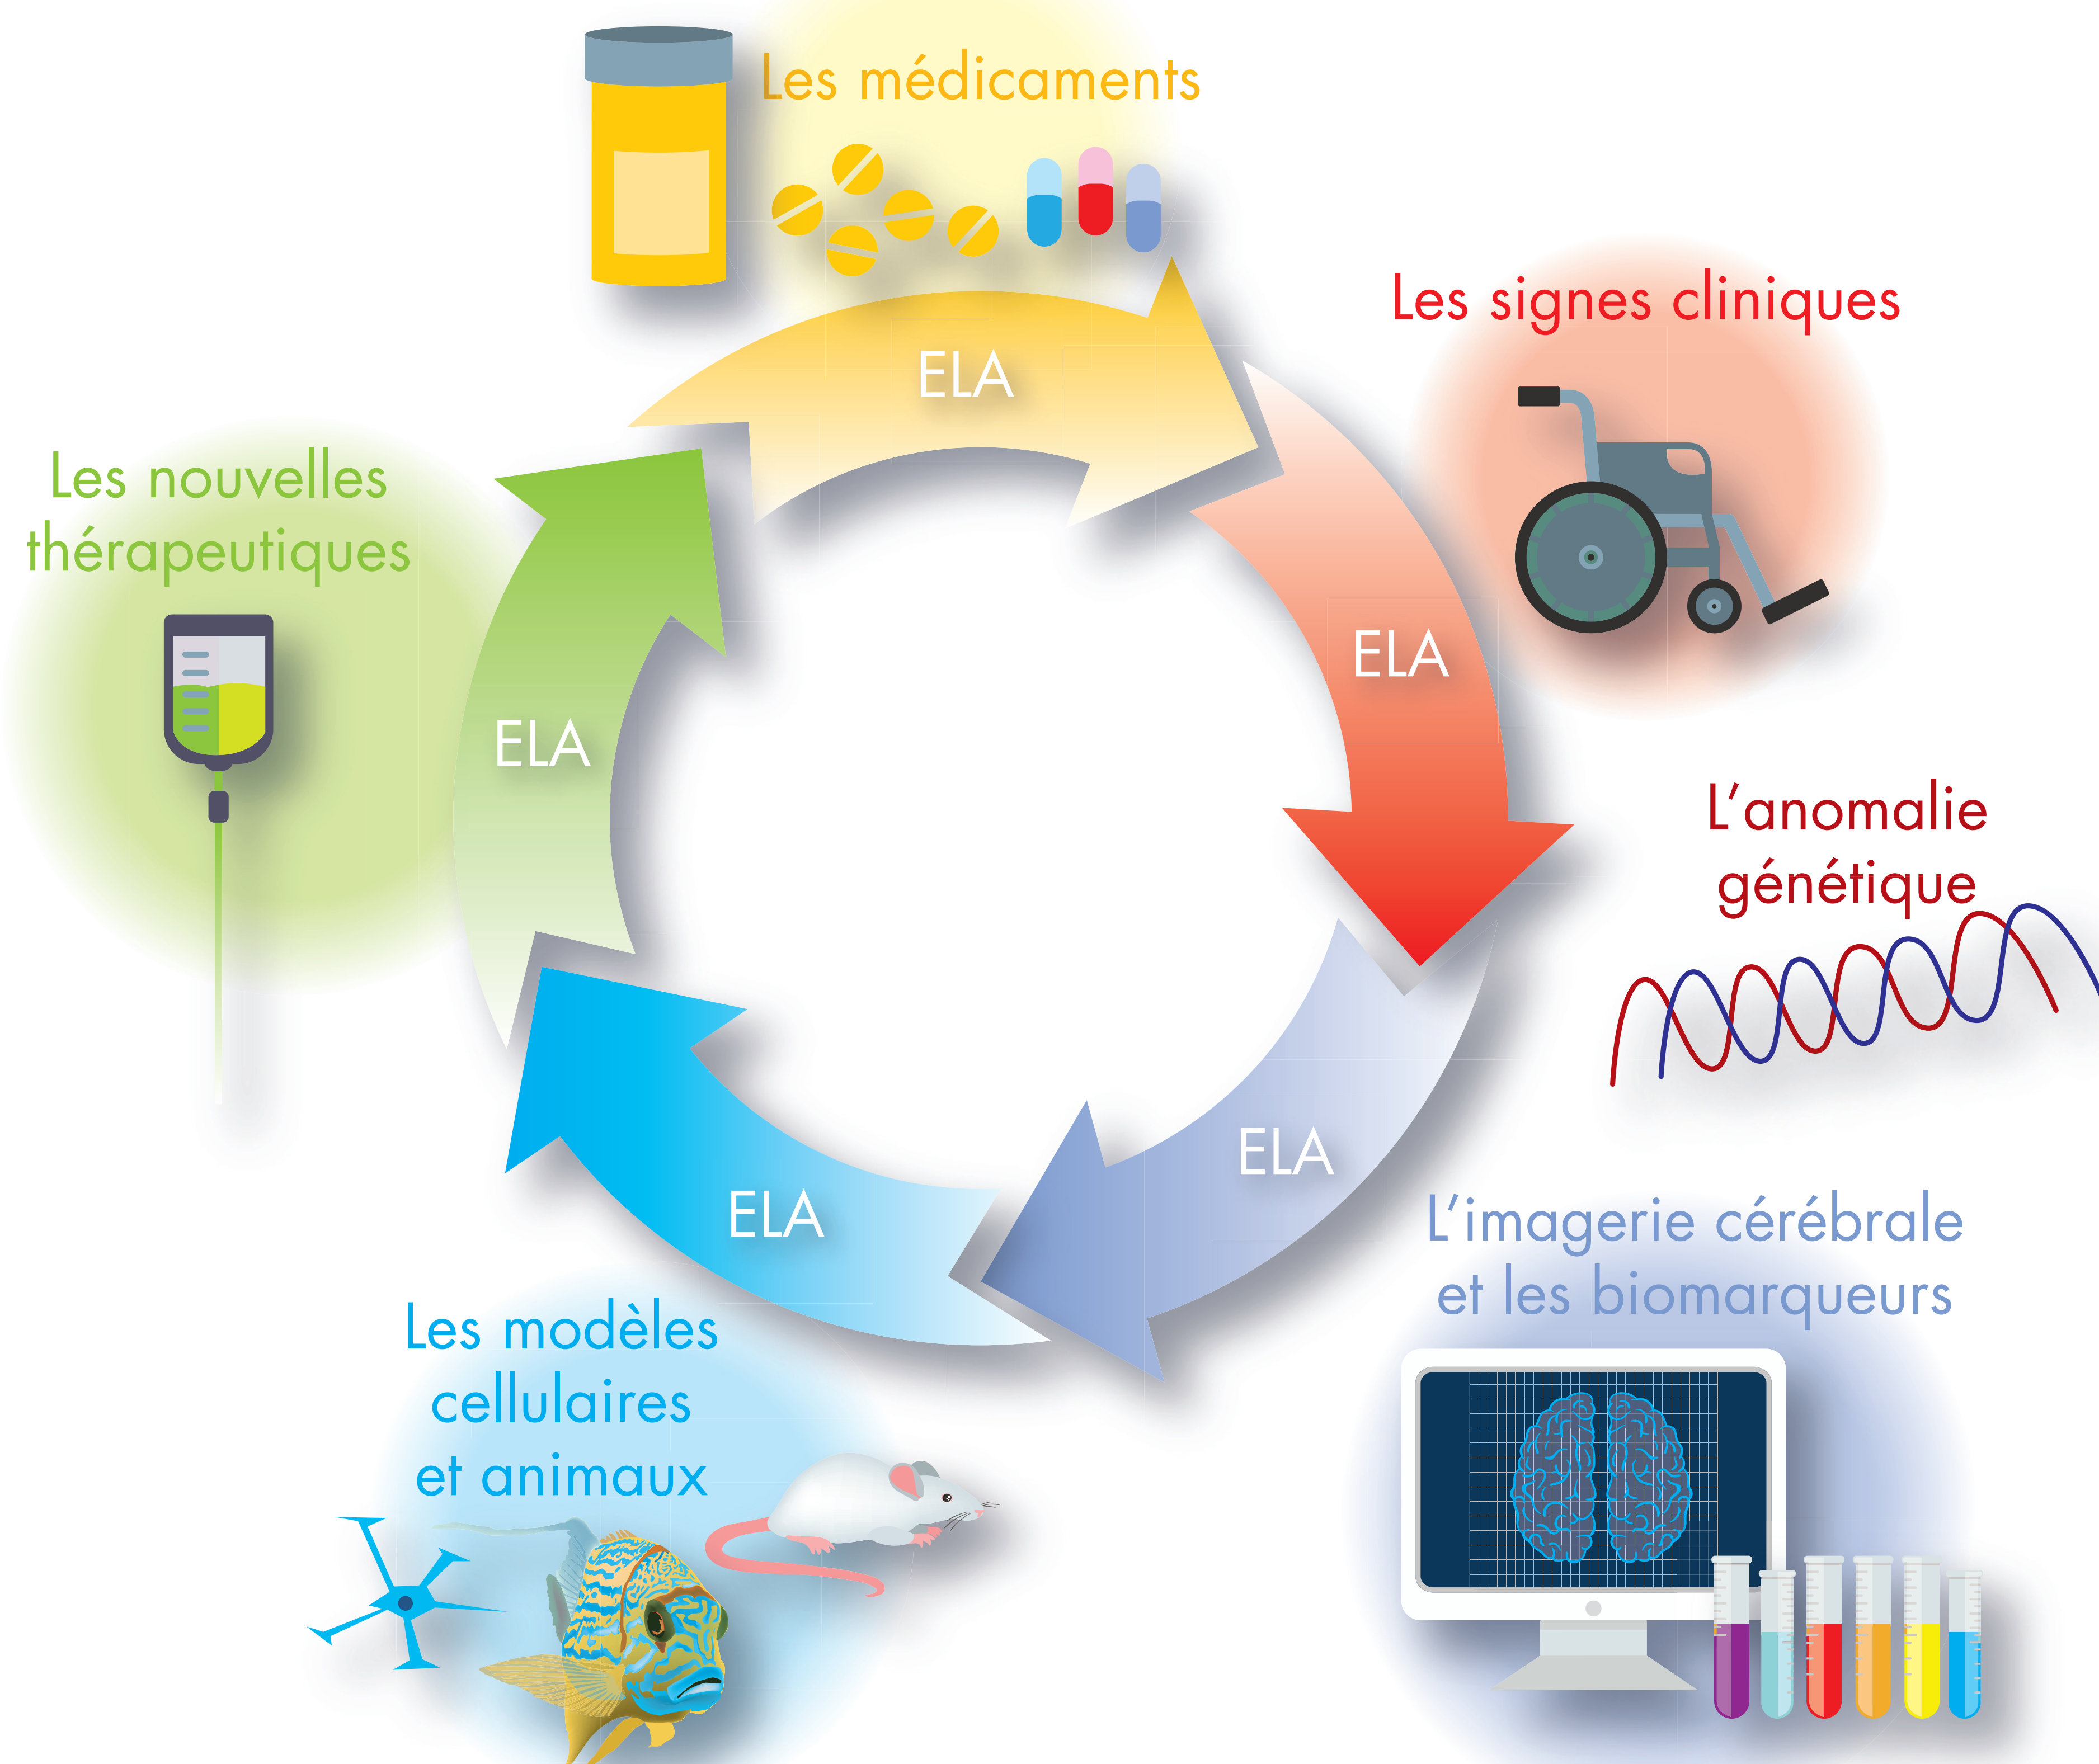 Les médicaments
ELA
Les signes cliniques
ELA
L'anomalie
génétique
L'imagerie cérébrale
et les biomarqueurs
ELA
Les modèles
cellulaires
et animaux
ELA
Les nouvelles
thérapeutiques
ELA